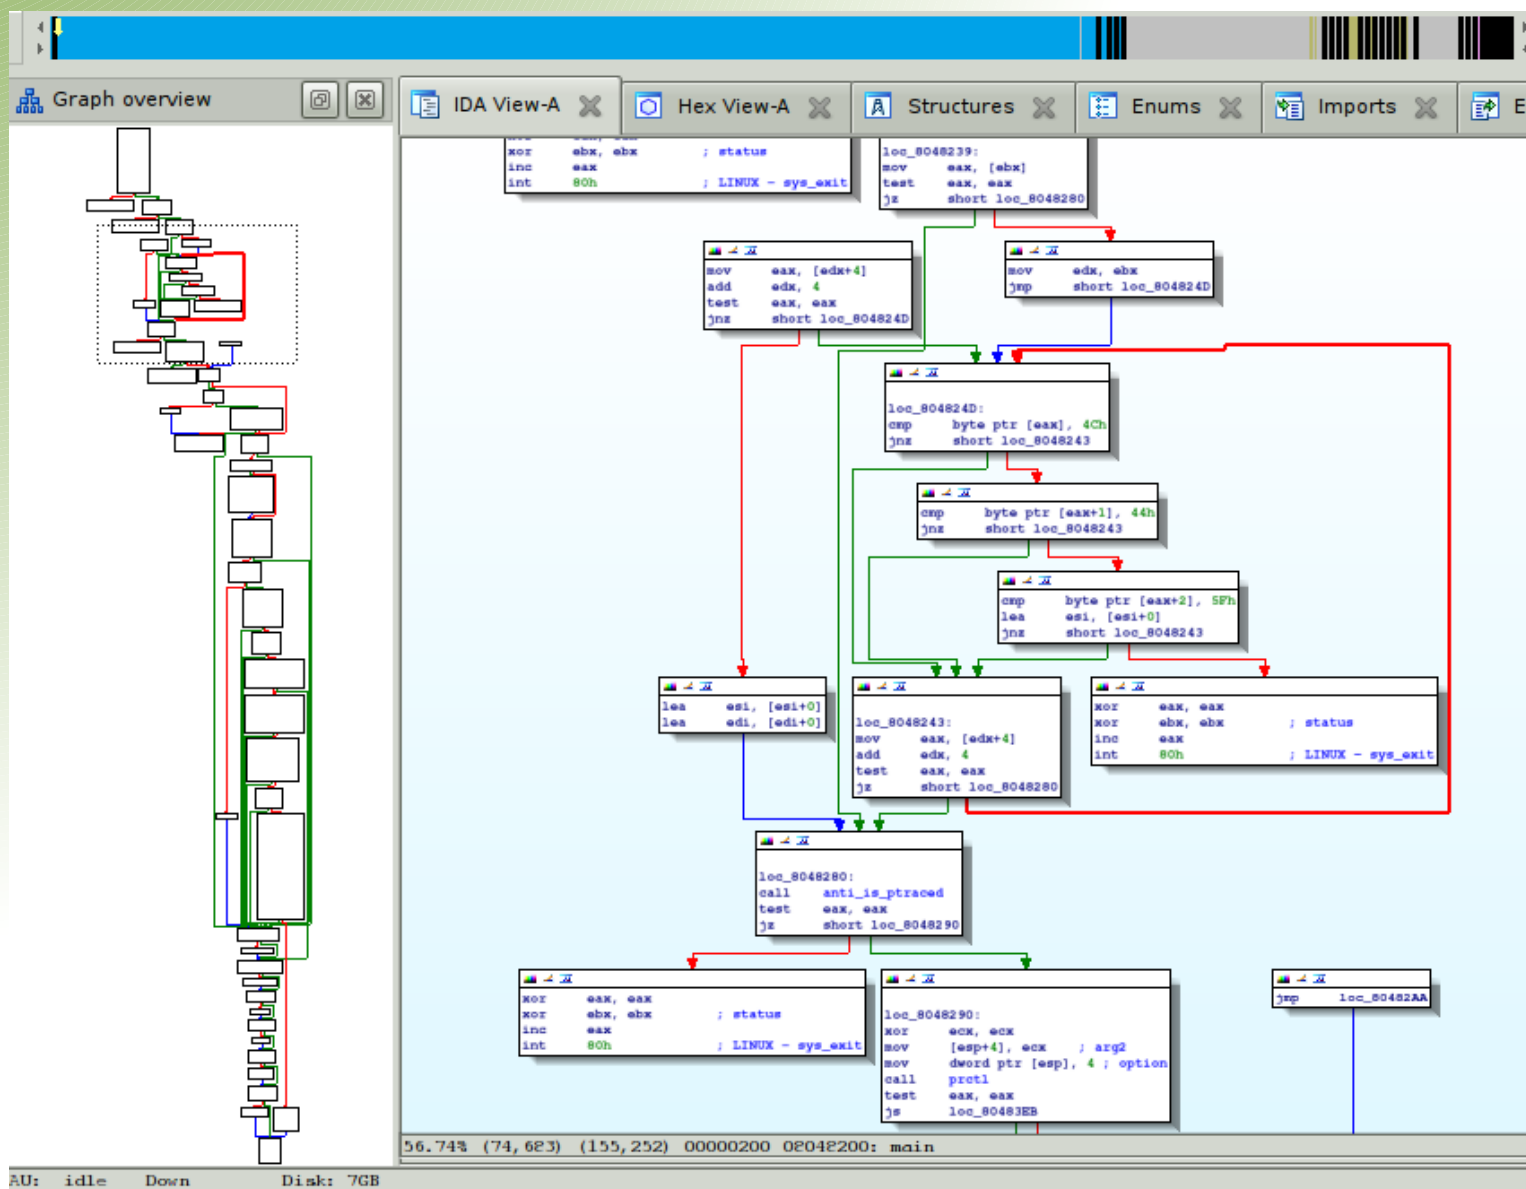 Graph overview
IDA View-A
Hex View-A
Structures
Enums
Imports
E
xor ebx, ebx ; status
inc eax
int 80h ; LINUX - sys_exit
loc_8048239:
mov eax, [ebx]
test eax, eax
jz short loc_8048280
mov eax, [edx+4]
add edx, 4
test eax, eax
jnz short loc_804824D
mov edx, ebx
jmp short loc_804824D
loc_804824D:
cmp byte ptr [eax], 4Ch
jnz short loc_8048243
cmp byte ptr [eax+1], 44h
jnz short loc_8048243
cmp byte ptr [eax+2], 5Fh
lea esi, [esi+0]
jnz short loc_8048243
lea esi, [esi+0]
lea edi, [edi+0]
loc_8048243:
mov eax, [edx+4]
add edx, 4
test eax, eax
jz short loc_8048280
xor eax, eax
xor ebx, ebx ; status
inc eax
int 80h ; LINUX - sys_exit
loc_8048280:
call anti_is_ptraced
test eax, eax
jz short loc_8048290
xor eax, eax
xor ebx, ebx ; status
inc eax
int 80h ; LINUX - sys_exit
loc_8048290:
xor ecx, ecx
mov [esp+4], ecx ; arg2
mov dword ptr [esp], 4 ; option
call prctl
test eax, eax
js loc_80483EB
jmp loc_80482AA
56.74% (74,683) (155,252) 00000200 08048200: main
AU: idle Down Disk: 7GB